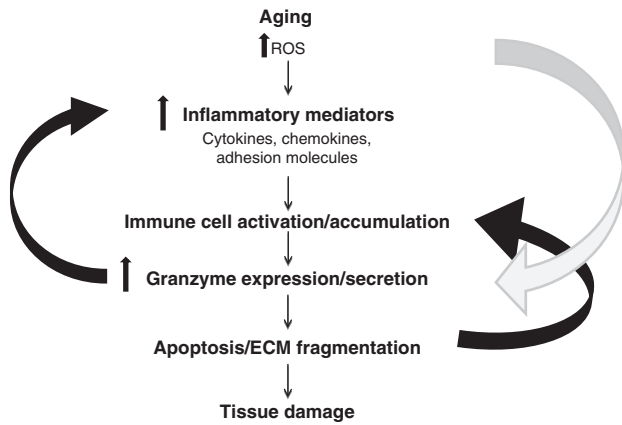 Aging
ROS
Inflammatory mediators
Cytokines, chemokines,
adhesion molecules
Immune cell activation/accumulation
Granzyme expression/secretion
Apoptosis/ECM fragmentation
Tissue damage